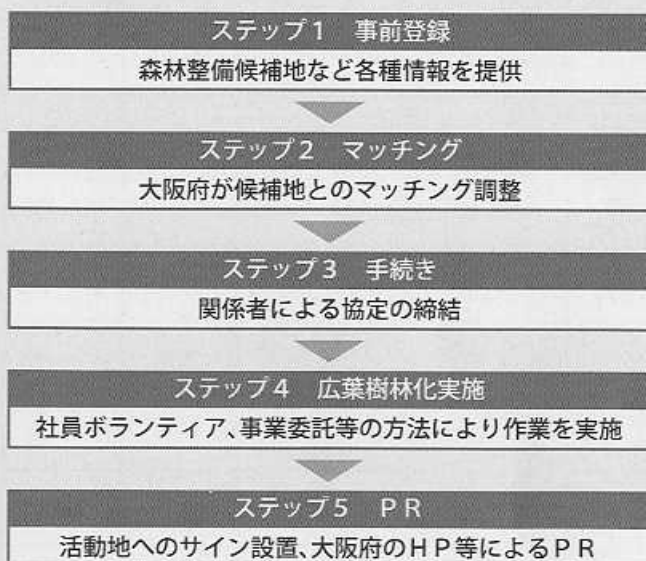 ステップ1　事前登録
森林整備候補地など各種情報を提供
ステップ2　マッチング
大阪府が候補地とのマッチング調整
ステップ3　手続き
関係者による協定の締結
ステップ4　広葉樹林化実施
社員ボランティア、事業委託等の方法により作業を実施
ステップ5　ＰＲ
活動地へのサイン設置、大阪府のＨＰ等によるＰＲ